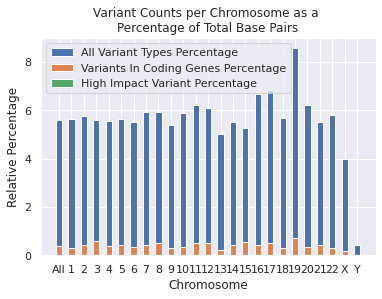 Variant Counts per Chromosome as a
Percentage of Total Base Pairs
All Variant Types Percentage
Variants In Coding Genes Percentage
High Impact Variant Percentage
Relative Percentage
8
6
4
2
0
All 1 2 3 4 5 6 7 8 9 10 11 12 13 14 15 16 17 18 19 20 21 22 X Y
Chromosome